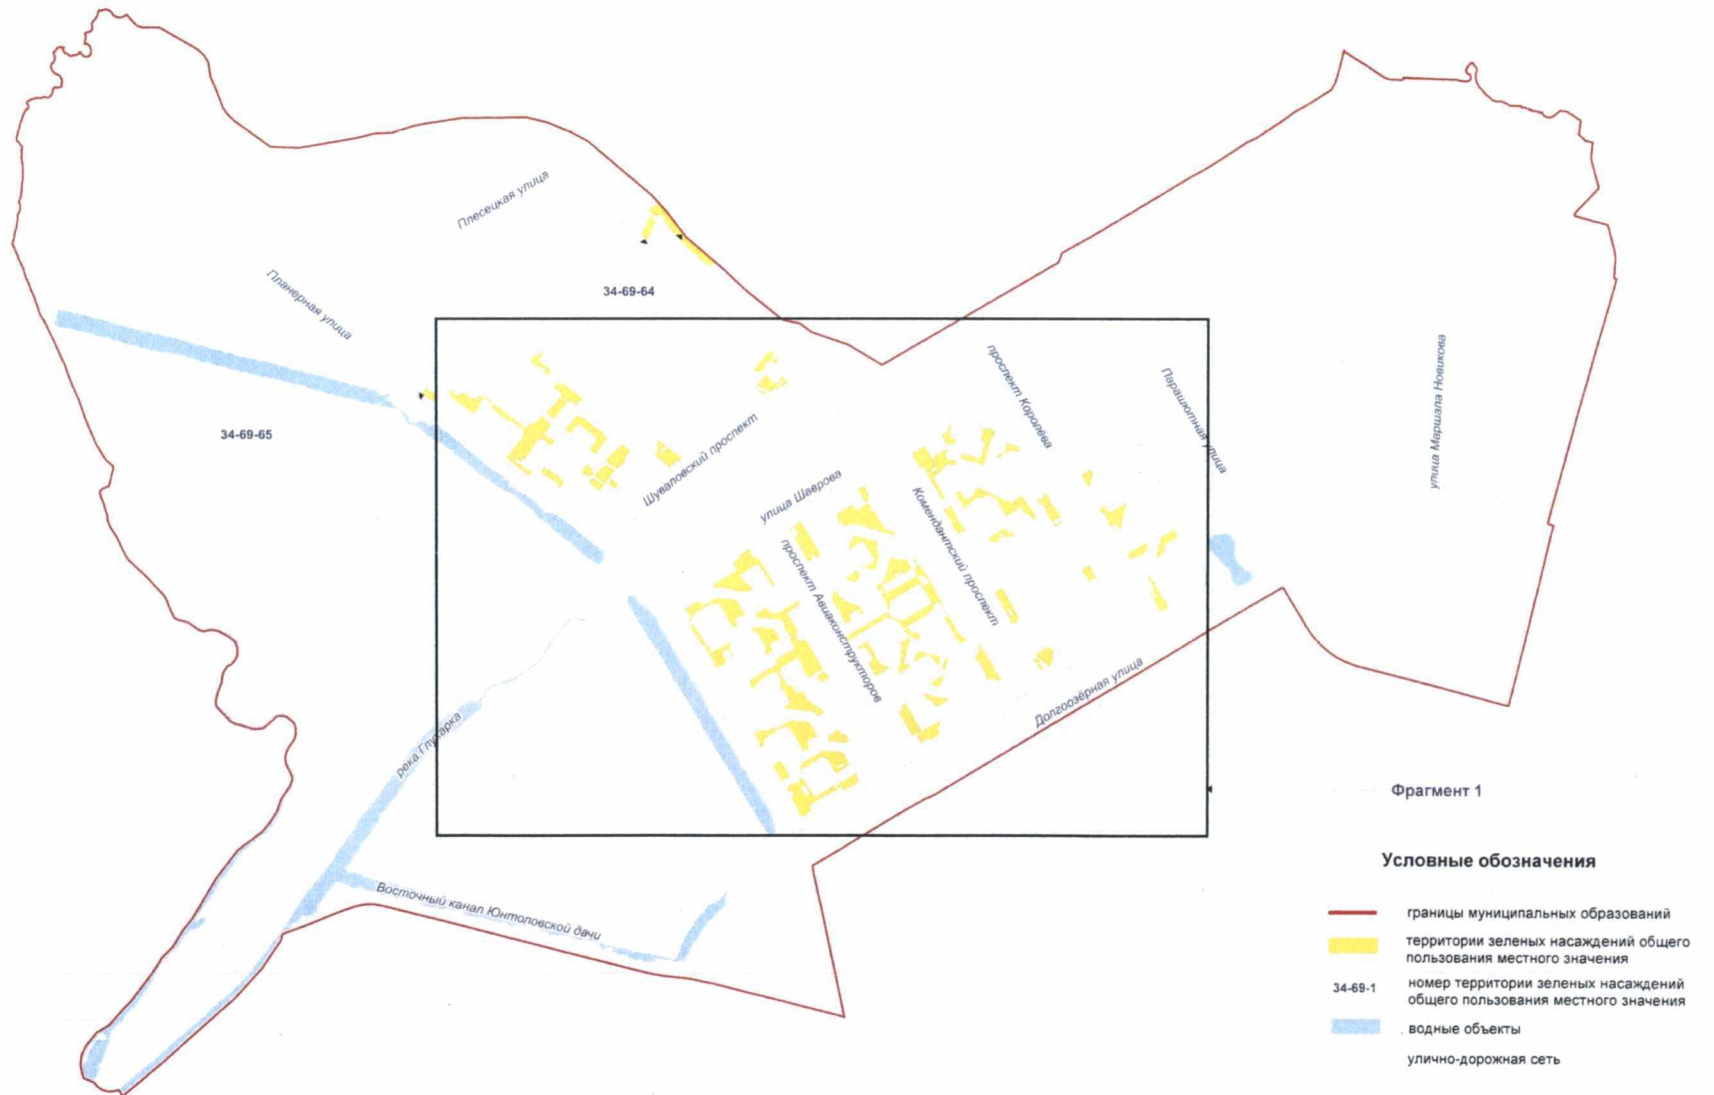 Плесецкая улица
Планерная улица
34-69-64
34-69-65
Шуваловский проспект
улица Шаврова
проспект Королёва
Парашютная улица
улица Маршала Новикова
Комендантский проспект
проспект Авиаконструкторов
Долгоозёрная улица
река Глухарка
Восточный канал Юнтоловской дачи
Фрагмент 1
Условные обозначения
границы муниципальных образований
территории зеленых насаждений общего
пользования местного значения
34-69-1
номер территории зеленых насаждений
общего пользования местного значения
водные объекты
улично-дорожная сеть